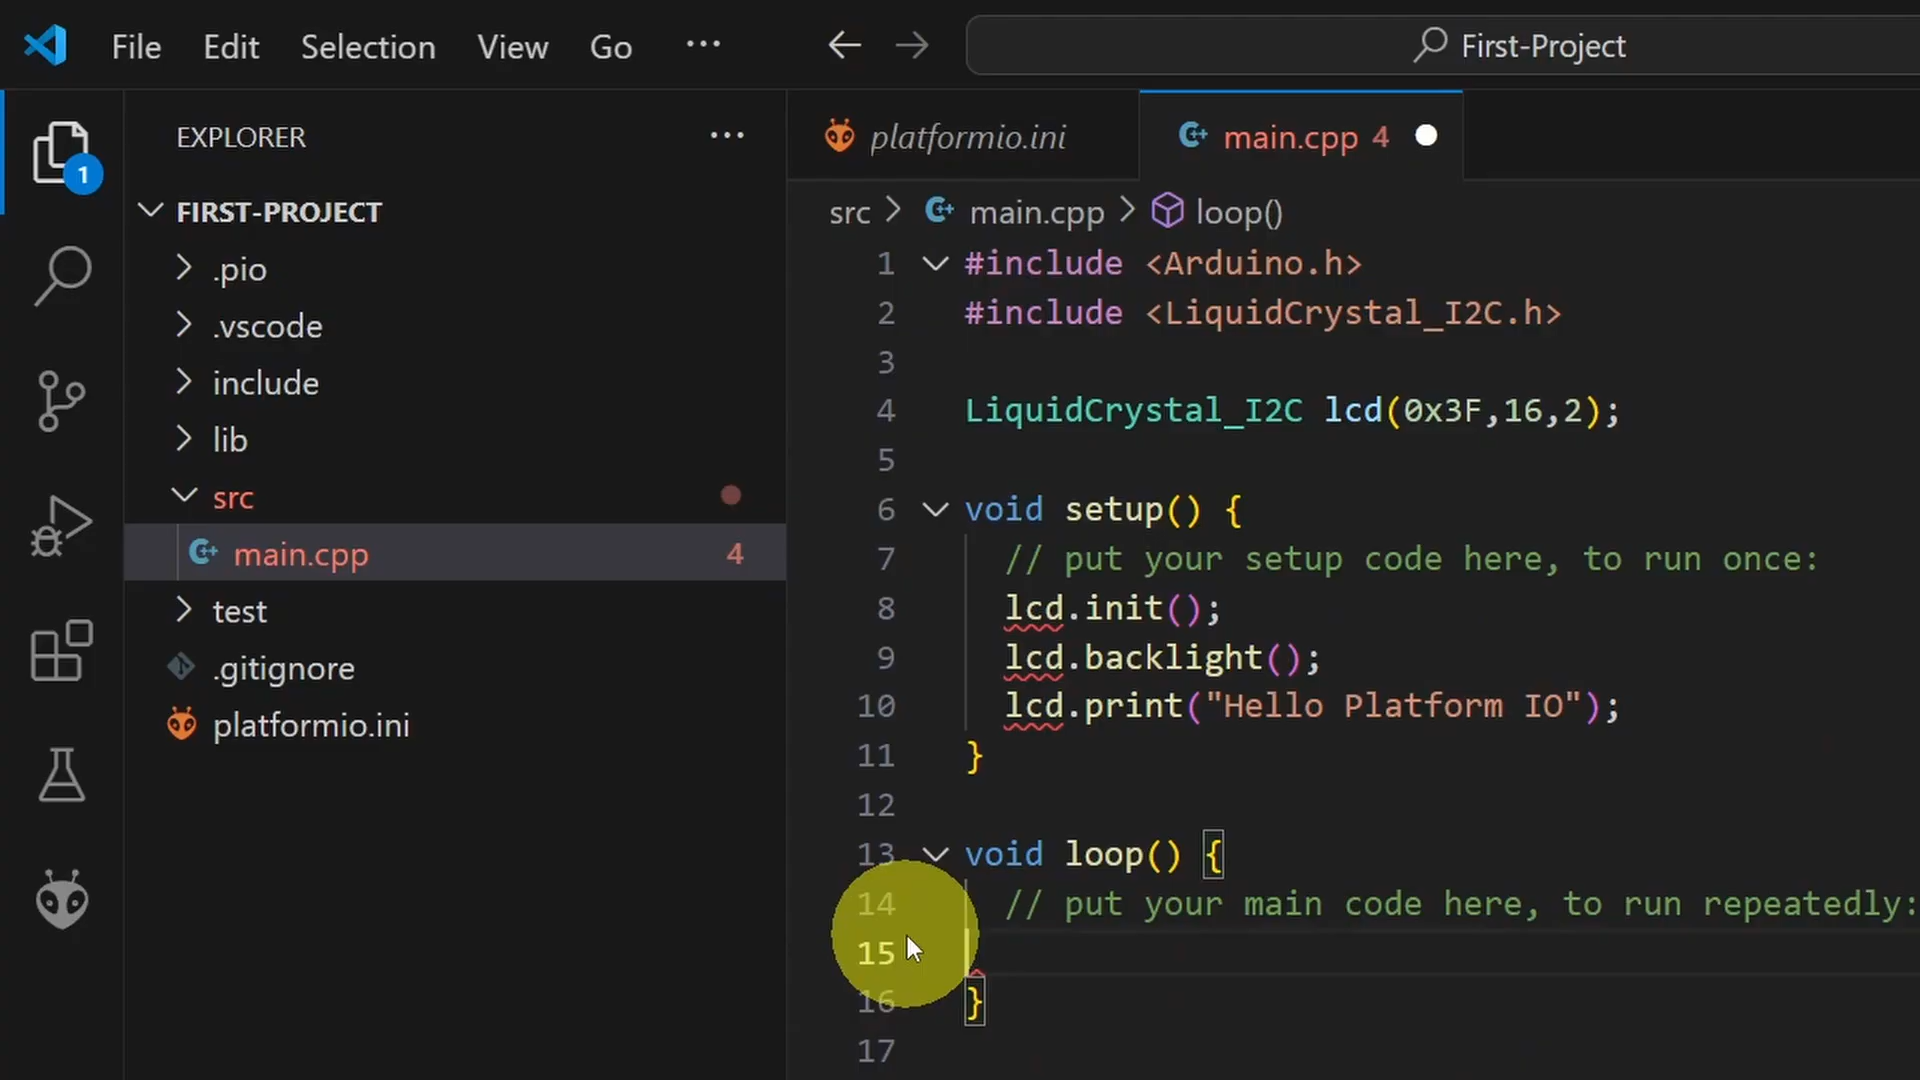 File Edit Selection View Go ...
First-Project
EXPLORER ...
platformio.ini
main.cpp 4
1
FIRST-PROJECT
src > main.cpp > loop()
.pio
.vscode
include
lib
src
main.cpp 4
test
.gitignore
platformio.ini
1 #include <Arduino.h>
2 #include <LiquidCrystal_I2C.h>
3
4 LiquidCrystal_I2C lcd(0x3F,16,2);
5
6 void setup() {
7 // put your setup code here, to run once:
8 lcd.init();
9 lcd.backlight();
10 lcd.print("Hello Platform IO");
11 }
12
13 void loop() {
14 // put your main code here, to run repeatedly:
15
16 }
17